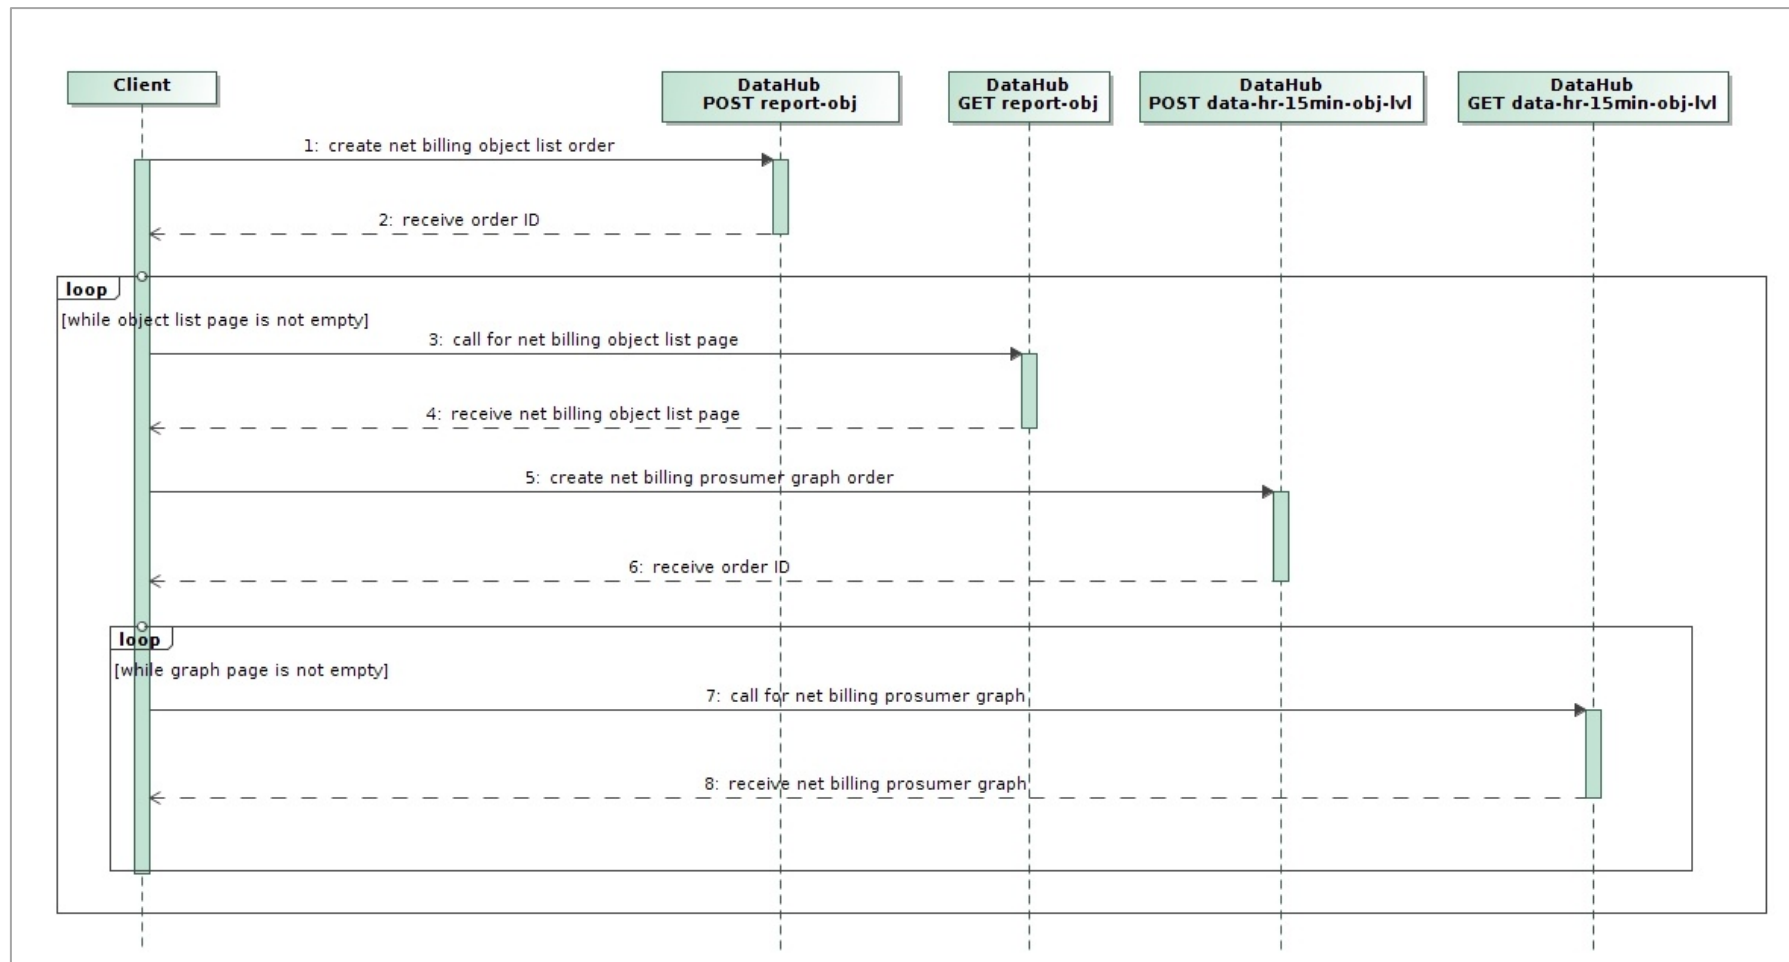 Client
DataHub
POST report-obj
DataHub
GET report-obj
DataHub
POST data-hr-15min-obj-lvl
DataHub
GET data-hr-15min-obj-lvl
1: create net billing object list order
2: receive order ID
loop
[while object list page is not empty]
3: call for net billing object list page
4: receive net billing object list page
5: create net billing prosumer graph order
6: receive order ID
loop
[while graph page is not empty]
7: call for net billing prosumer graph
8: receive net billing prosumer graph